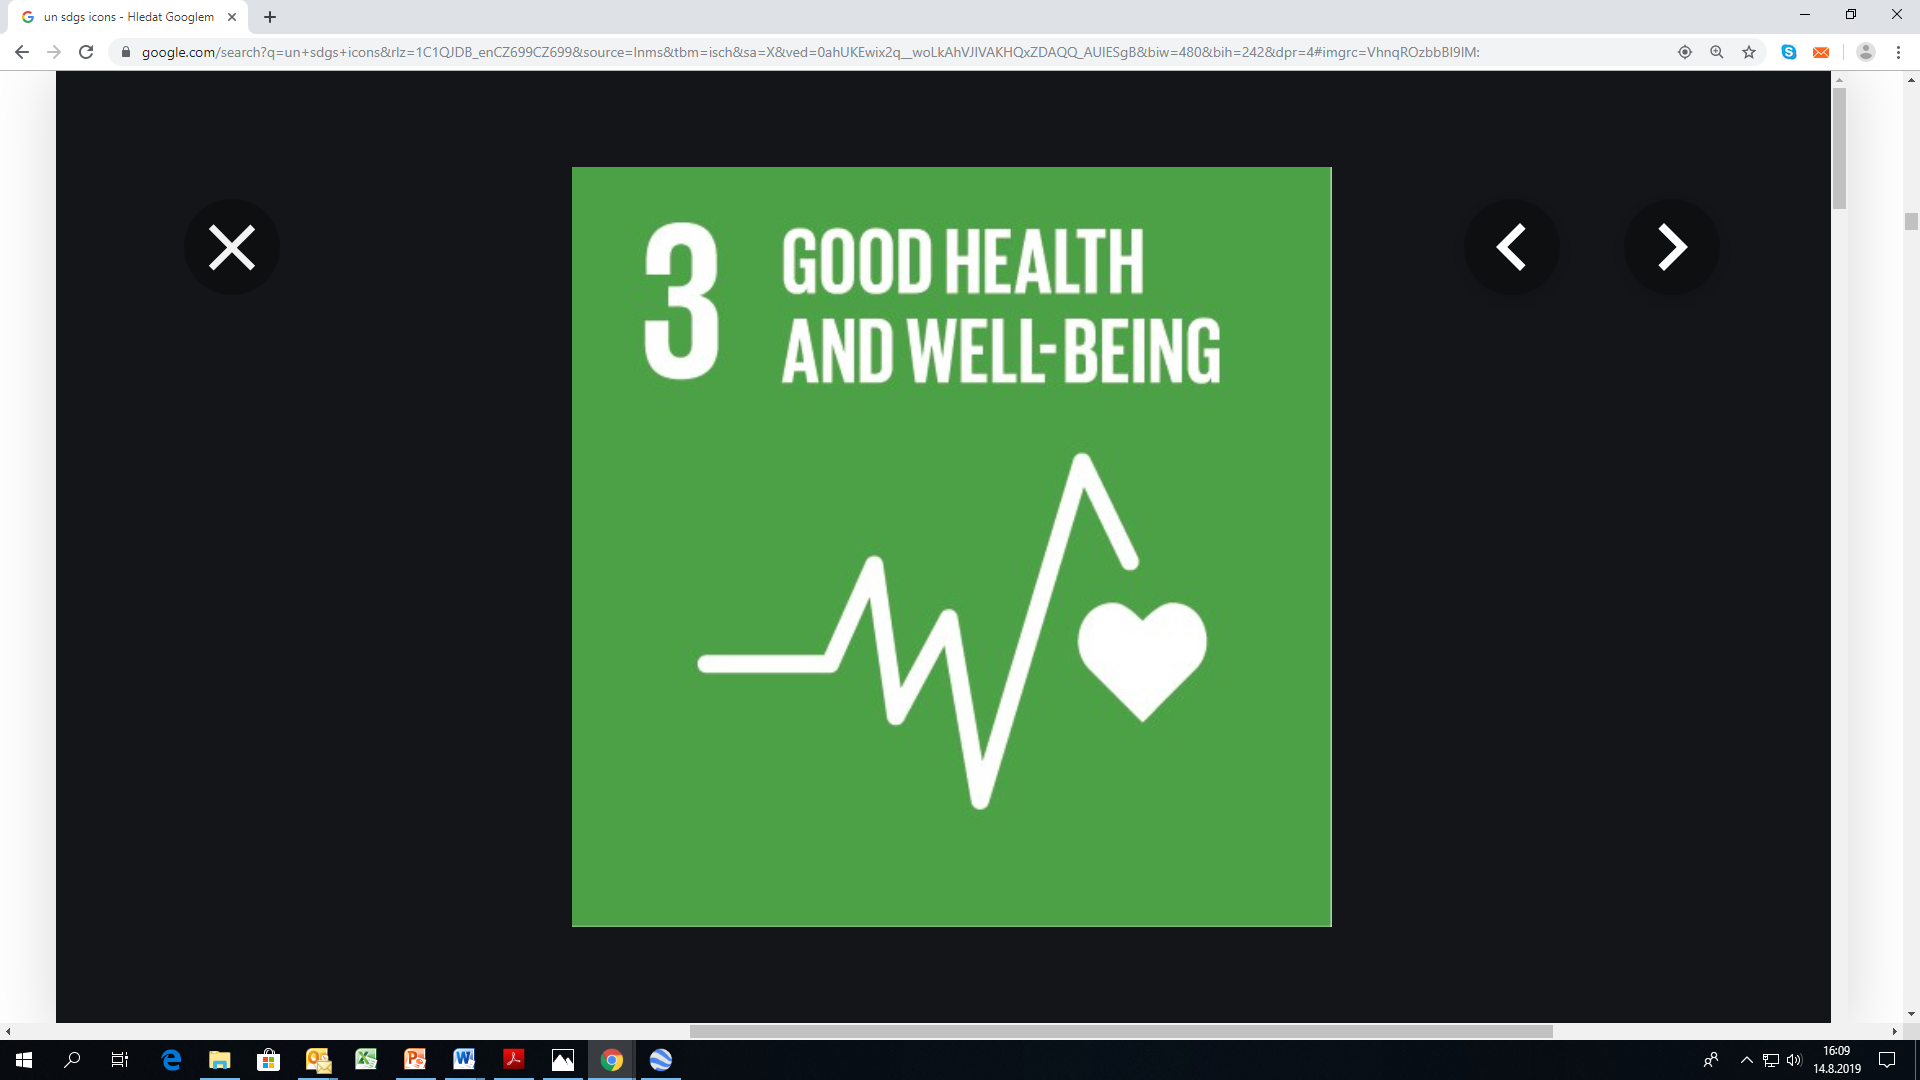 un sdgs icons - Hledat Googlem
google.com/search?q=un+sdgs+icons&rlz=1C1QJDB_enCZ699CZ699&source=lnms&tbm=isch&sa=X&ved=0ahUKEwix2q__woLkAhVJIVAKHQxZDAQQ_AUIESgB&biw=480&bih=242&dpr=4#imgrc=VhnqROzbbBI9IM:
3 GOOD HEALTH
AND WELL-BEING
16:09
14.8.2019